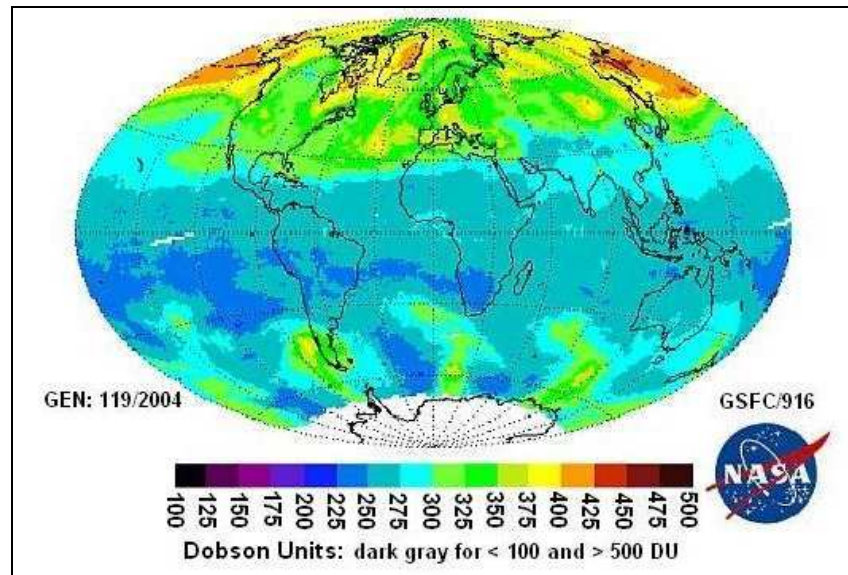 GEN: 119/2004
GSFC/916
NASA
100 125 150 175 200 225 250 275 300 325 350 375 400 425 450 475 500
Dobson Units: dark gray for < 100 and > 500 DU